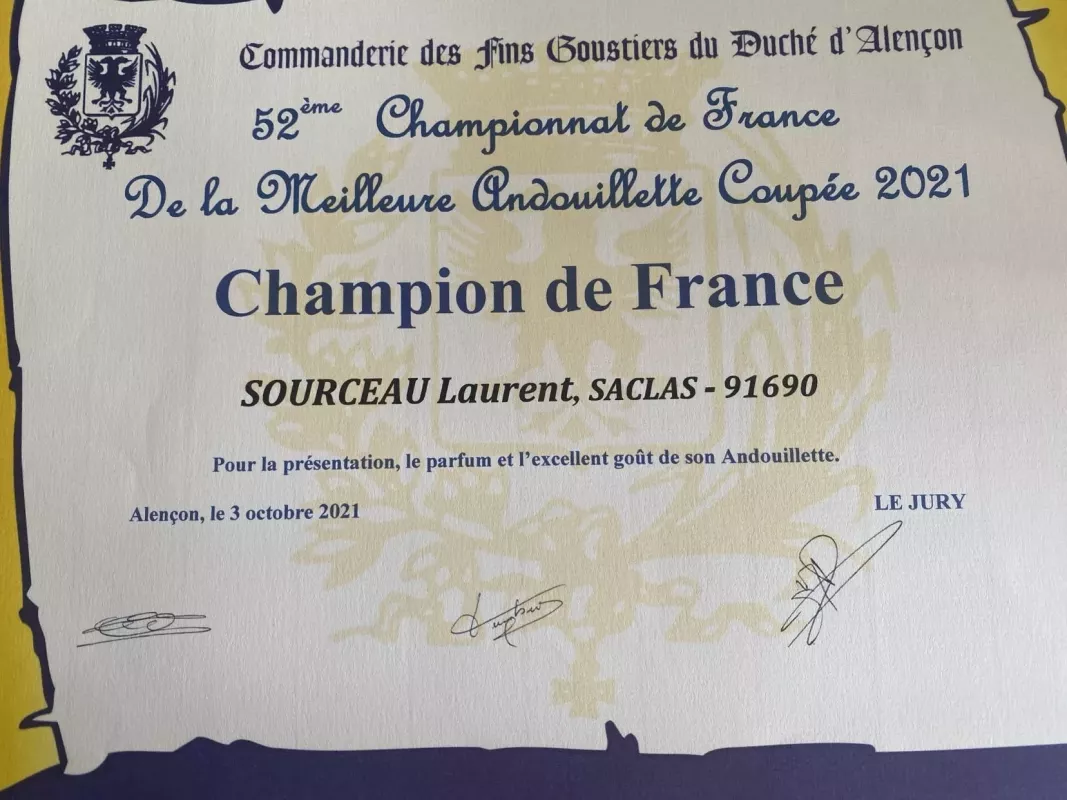 Commanderie des Fins Goustiers du Duché d'Alençon
52ème Championnat de France
De la Meilleure Andouillette Coupée 2021
Champion de France
SOURCEAU Laurent, SACLAS - 91690
Pour la présentation, le parfum et l'excellent goût de son Andouillette.
Alençon, le 3 octobre 2021
LE JURY